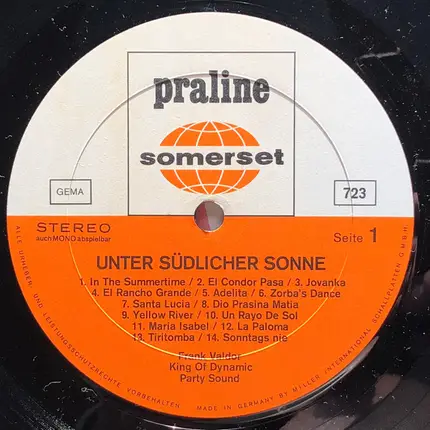 praline
somerset
GEMA
723
STEREO
auch MONO abspielbar
Seite 1
UNTER SÜDLICHER SONNE
1. In The Summertime / 2. El Condor Pasa / 3. Jovanka
4. El Rancho Grande / 5. Adelita / 6. Zorba's Dance
7. Santa Lucia / 8. Dio Prasina Matia
9. Yellow River / 10. Un Rayo De Sol
11. Maria Isabel / 12. La Paloma
13. Tiritomba / 14. Sonntags nie
Frank Valdor
King Of Dynamic
Party Sound
ALLE URHEBER- UND LEISTUNGSSCHUTZRECHTE VORBEHALTEN
MADE IN GERMANY BY MILLER INTERNATIONAL SCHALLPLATTEN G.M.B.H.